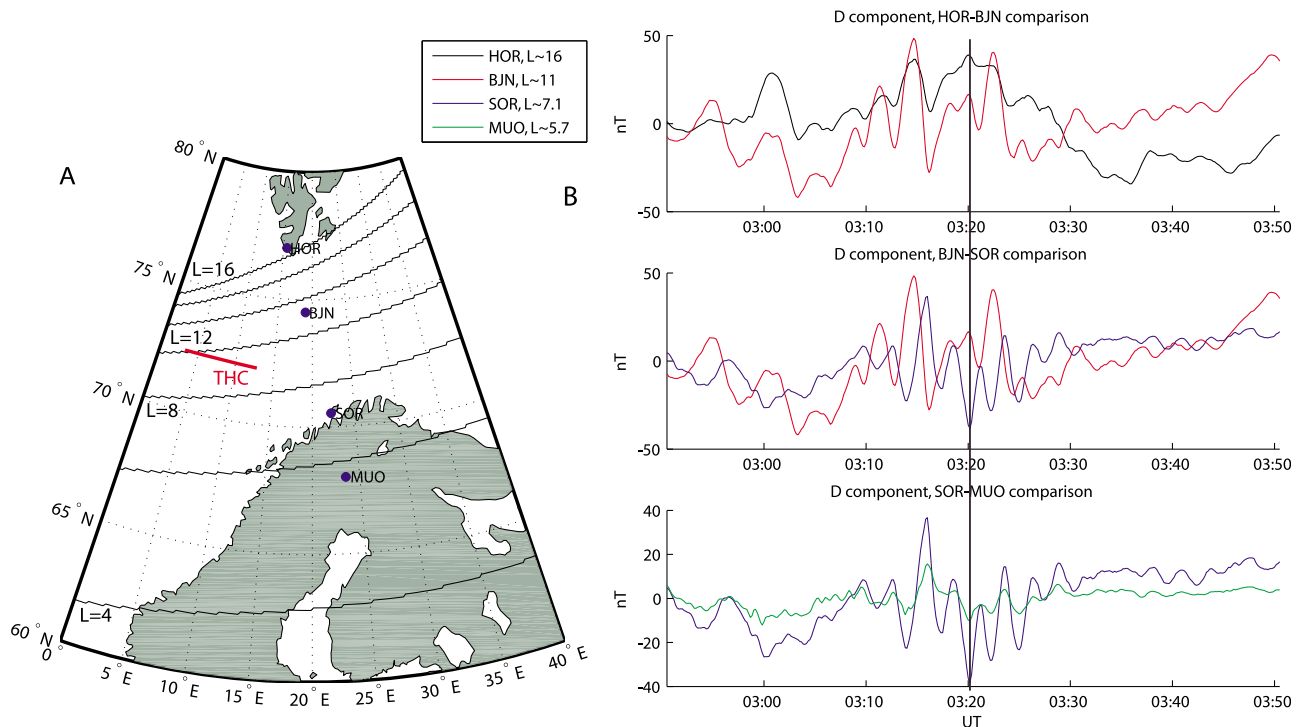 A
HOR, L~16
BJN, L~11
SOR, L~7.1
MUO, L~5.7
80 °N
75 °N
70 °N
65 °N
60 °N
L=16
L=12
L=8
L=4
HOR
BJN
THC
SOR
MUO
0
5 °E
10 °E
15 °E
20 °E
25 °E
30 °E
35 °E
40 °E
B
D component, HOR-BJN comparison
nT
50
0
-50
03:00 03:10 03:20 03:30 03:40 03:50
D component, BJN-SOR comparison
nT
50
0
-50
03:00 03:10 03:20 03:30 03:40 03:50
D component, SOR-MUO comparison
nT
40
20
0
-20
-40
03:00 03:10 03:20 03:30 03:40 03:50
UT